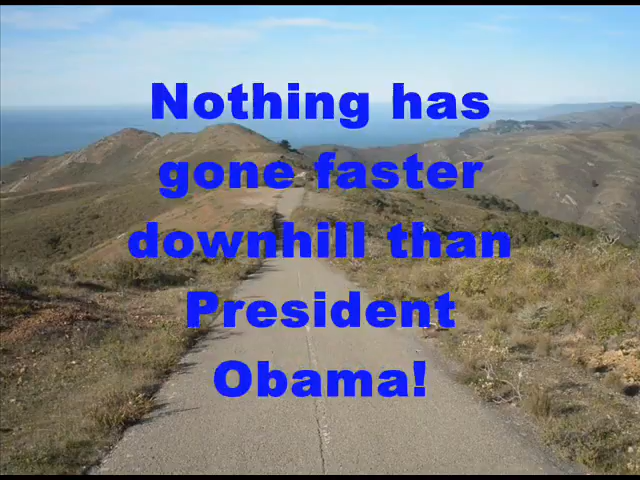 Nothing has
gone faster
downhill than
President
Obama!